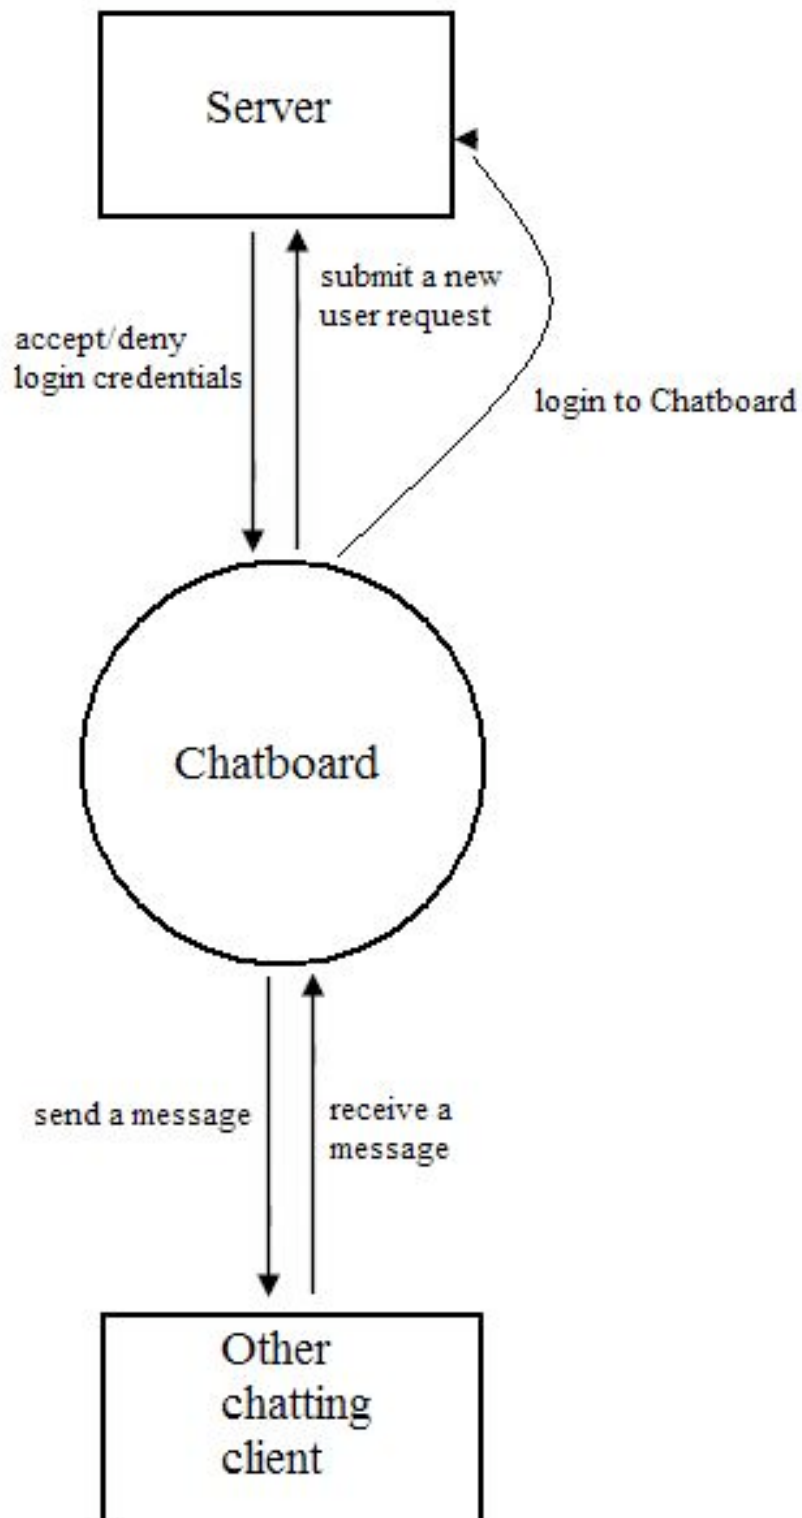 Server
submit a new
user request
accept/deny
login credentials
login to Chatboard
Chatboard
send a message
receive a
message
Other
chatting
client